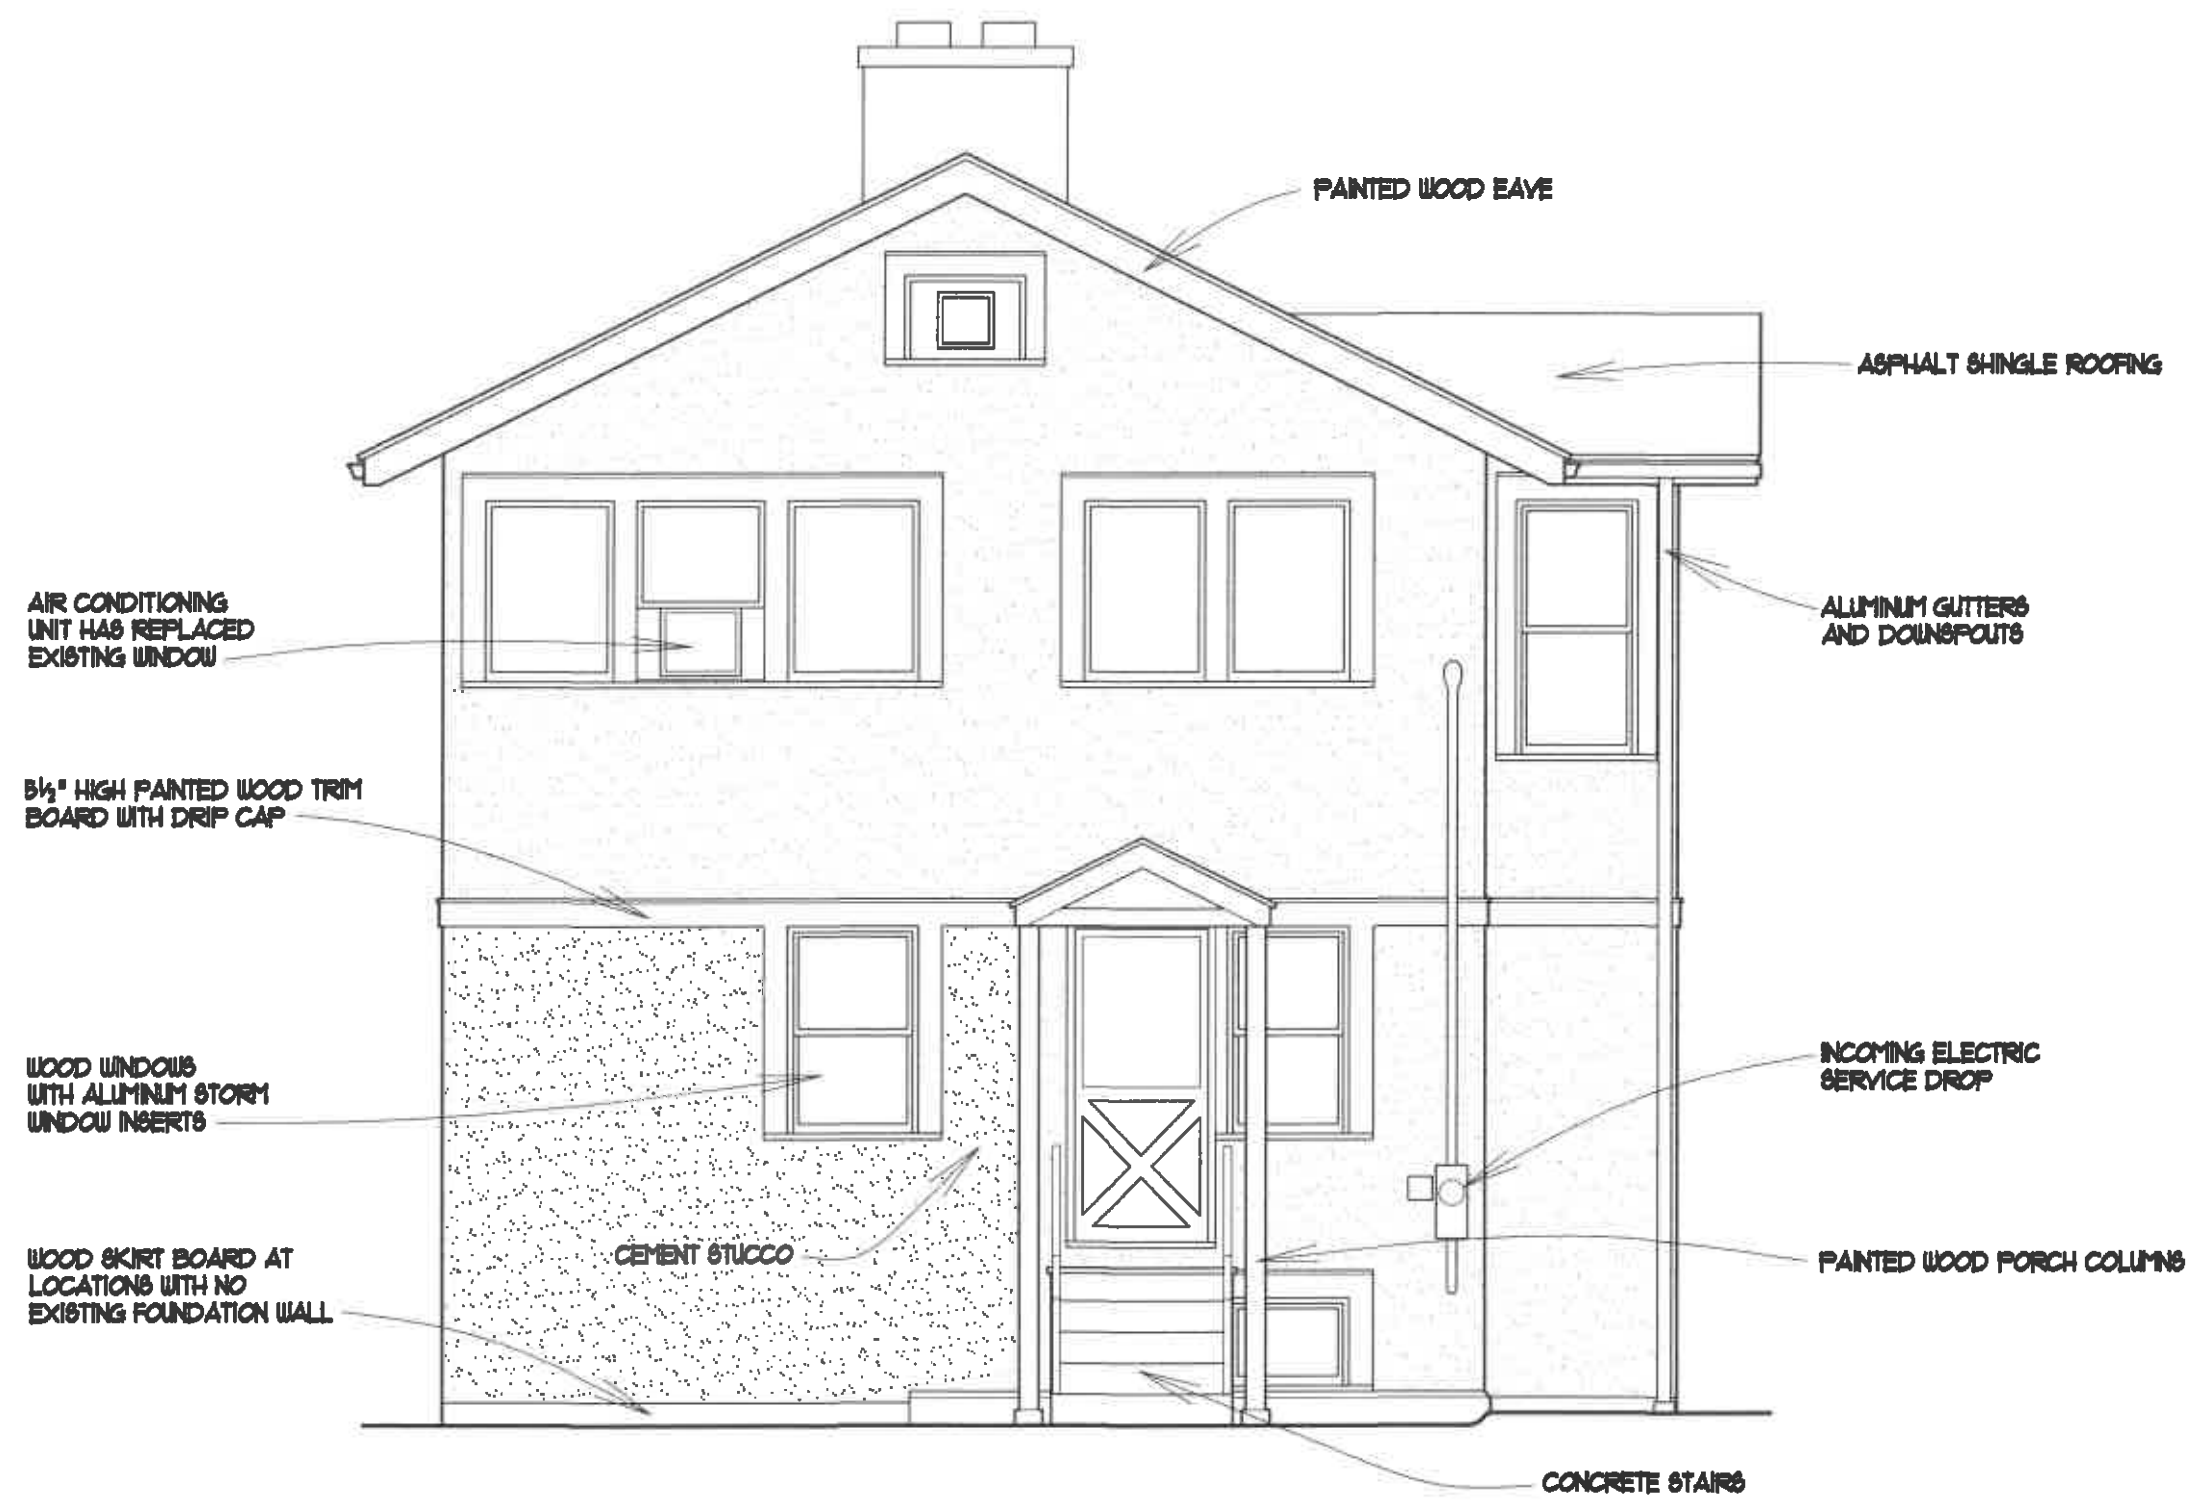 PAINTED WOOD EAVE
ASPHALT SHINGLE ROOFING
AIR CONDITIONING
UNIT HAS REPLACED
EXISTING WINDOW
ALUMINUM GUTTERS
AND DOWNSPOUTS
5½" HIGH PAINTED WOOD TRIM
BOARD WITH DRIP CAP
WOOD WINDOWS
WITH ALUMINUM STORM
WINDOW INSERTS
INCOMING ELECTRIC
SERVICE DROP
CEMENT STUCCO
WOOD SKIRT BOARD AT
LOCATIONS WITH NO
EXISTING FOUNDATION WALL
PAINTED WOOD PORCH COLUMNS
CONCRETE STAIRS